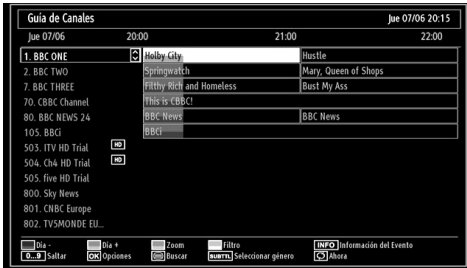 Guía de Canales Jue 07/06 20:15
Jue 07/06 20:00 21:00 22:00
1. BBC ONE Holby City Hustle
2. BBC TWO Springwatch Mary, Queen of Shops
7. BBC THREE Filthy Rich and Homeless Bust My Ass
70. CBBC Channel This is CBBC!
80. BBC NEWS 24 BBC News BBC News
105. BBCi BBCi
503. ITV HD Trial HD
504. Ch4 HD Trial HD
505. five HD Trial
800. Sky News
801. CNBC Europe
802. TV5MONDE EU...
Día - Día + Zoom Filtro INFO Información del Evento
0...9 Saltar OK Opciones Buscar SUBTTL Seleccionar género Ahora